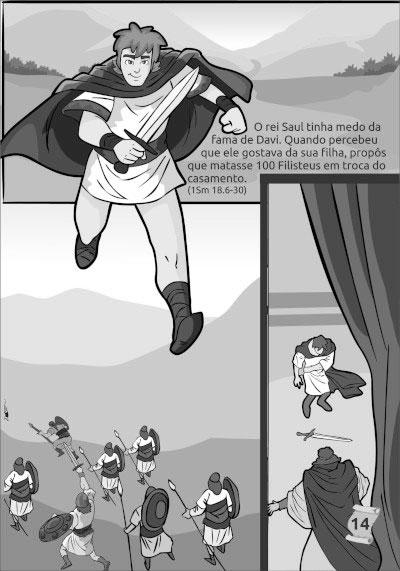 O rei Saul tinha medo da
fama de Davi. Quando percebeu
que ele gostava da sua filha, propôs
que matasse 100 Filisteus em troca do
casamento.
(1Sm 18.6-30)
14